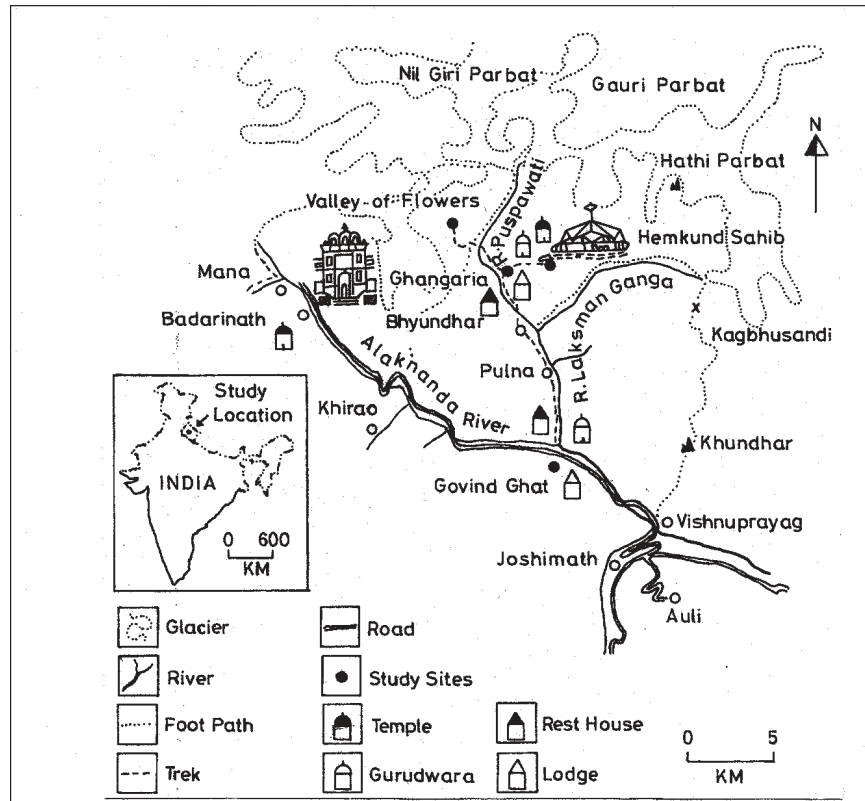 Nil Giri Parbat
Gauri Parbat
N
Hathi Parbat
Valley-of Flowers
R. Puspawati
Hemkund Sahib
Mana
Ghangaria
Badarinath
Bhyundhar
R. Laksman Ganga
Kagbhusandi
Alaknanda River
Pulna
Study
Location
Khirao
INDIA
Khundhar
0 600
KM
Govind Ghat
Vishnuprayag
Joshimath
Auli
Glacier
Road
River
Study Sites
Foot Path
Temple
Rest House
Trek
Gurudwara
Lodge
0 5
KM